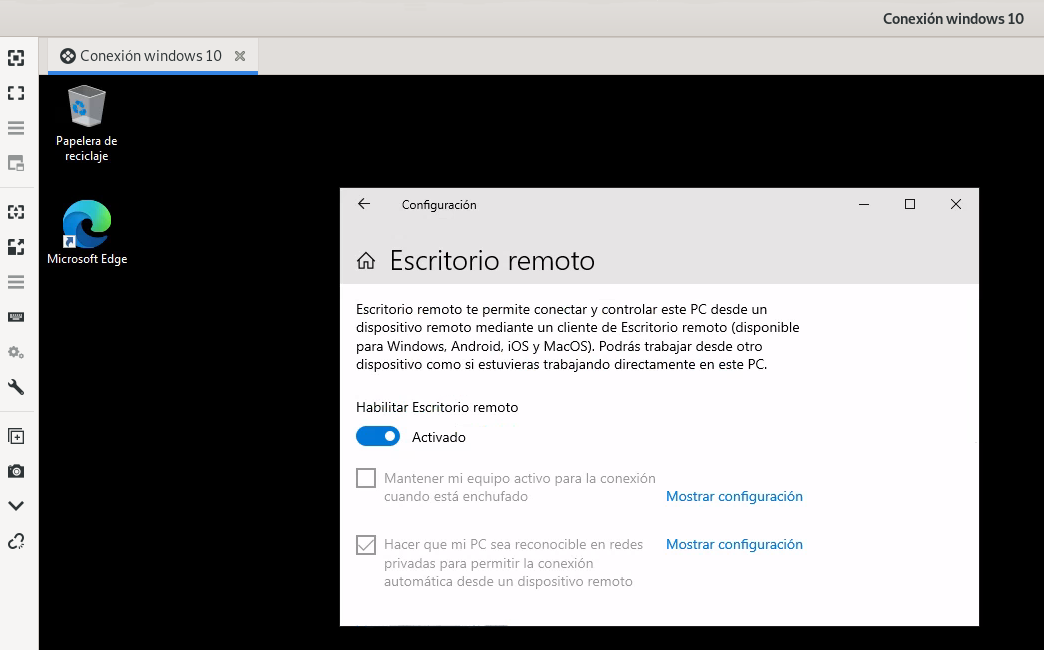 Conexión windows 10
Conexión windows 10
Papelera de
reciclaje
Microsoft Edge
Configuración
Escritorio remoto
Escritorio remoto te permite conectar y controlar este PC desde un
dispositivo remoto mediante un cliente de Escritorio remoto (disponible
para Windows, Android, iOS y MacOS). Podrás trabajar desde otro
dispositivo como si estuvieras trabajando directamente en este PC.
Habilitar Escritorio remoto
Activado
Mantener mi equipo activo para la conexión
cuando está enchufado
Mostrar configuración
Hacer que mi PC sea reconocible en redes
Mostrar configuración
privadas para permitir la conexión
automática desde un dispositivo remoto